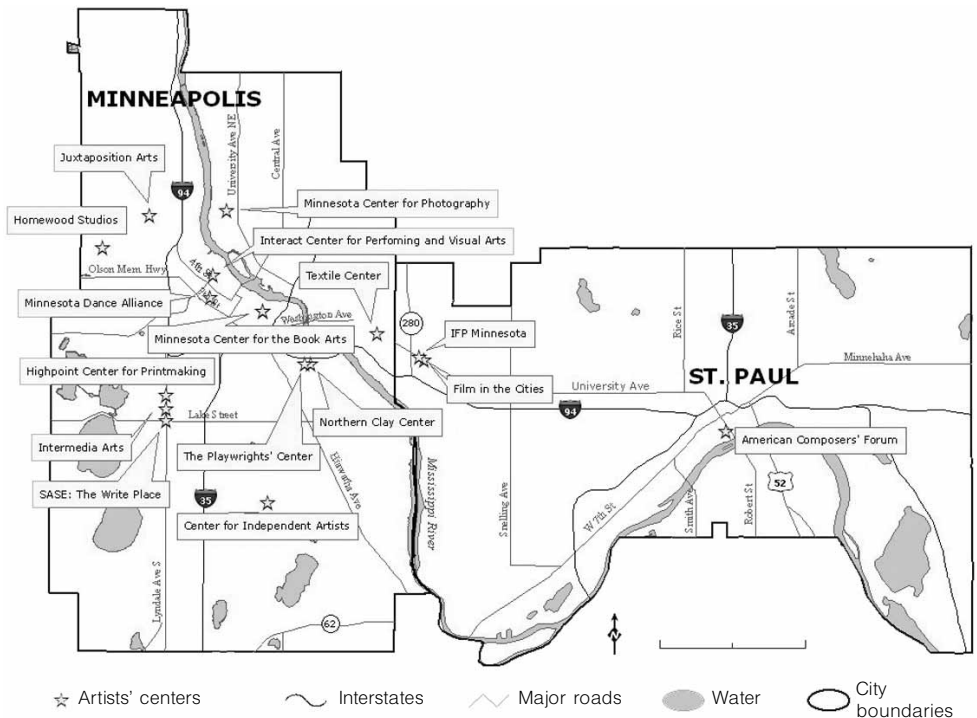 MINNEAPOLIS
University Ave NE
Central Ave
Juxtaposition Arts
94
Minnesota Center for Photography
Homewood Studios
Interact Center for Perfoming and Visual Arts
Olson Mem. Hwy
4th St
Textile Center
Minnesota Dance Alliance
Washington Ave
280
IFP Minnesota
Rice St
35
Arcade St
Minnesota Center for the Book Arts
Minnehaha Ave
Highpoint Center for Printmaking
ST. PAUL
University Ave
Film in the Cities
94
Lake Street
Northern Clay Center
Intermedia Arts
The Playwrights' Center
American Composers' Forum
Hiawatha Ave
Mississippi River
SASE: The Write Place
35
52
Snelling Ave
Smith Ave
Robert St
W 7th St
Center for Independent Artists
Lyndale Ave S
62
N
Artists' centers
Interstates
Major roads
Water
City
boundaries